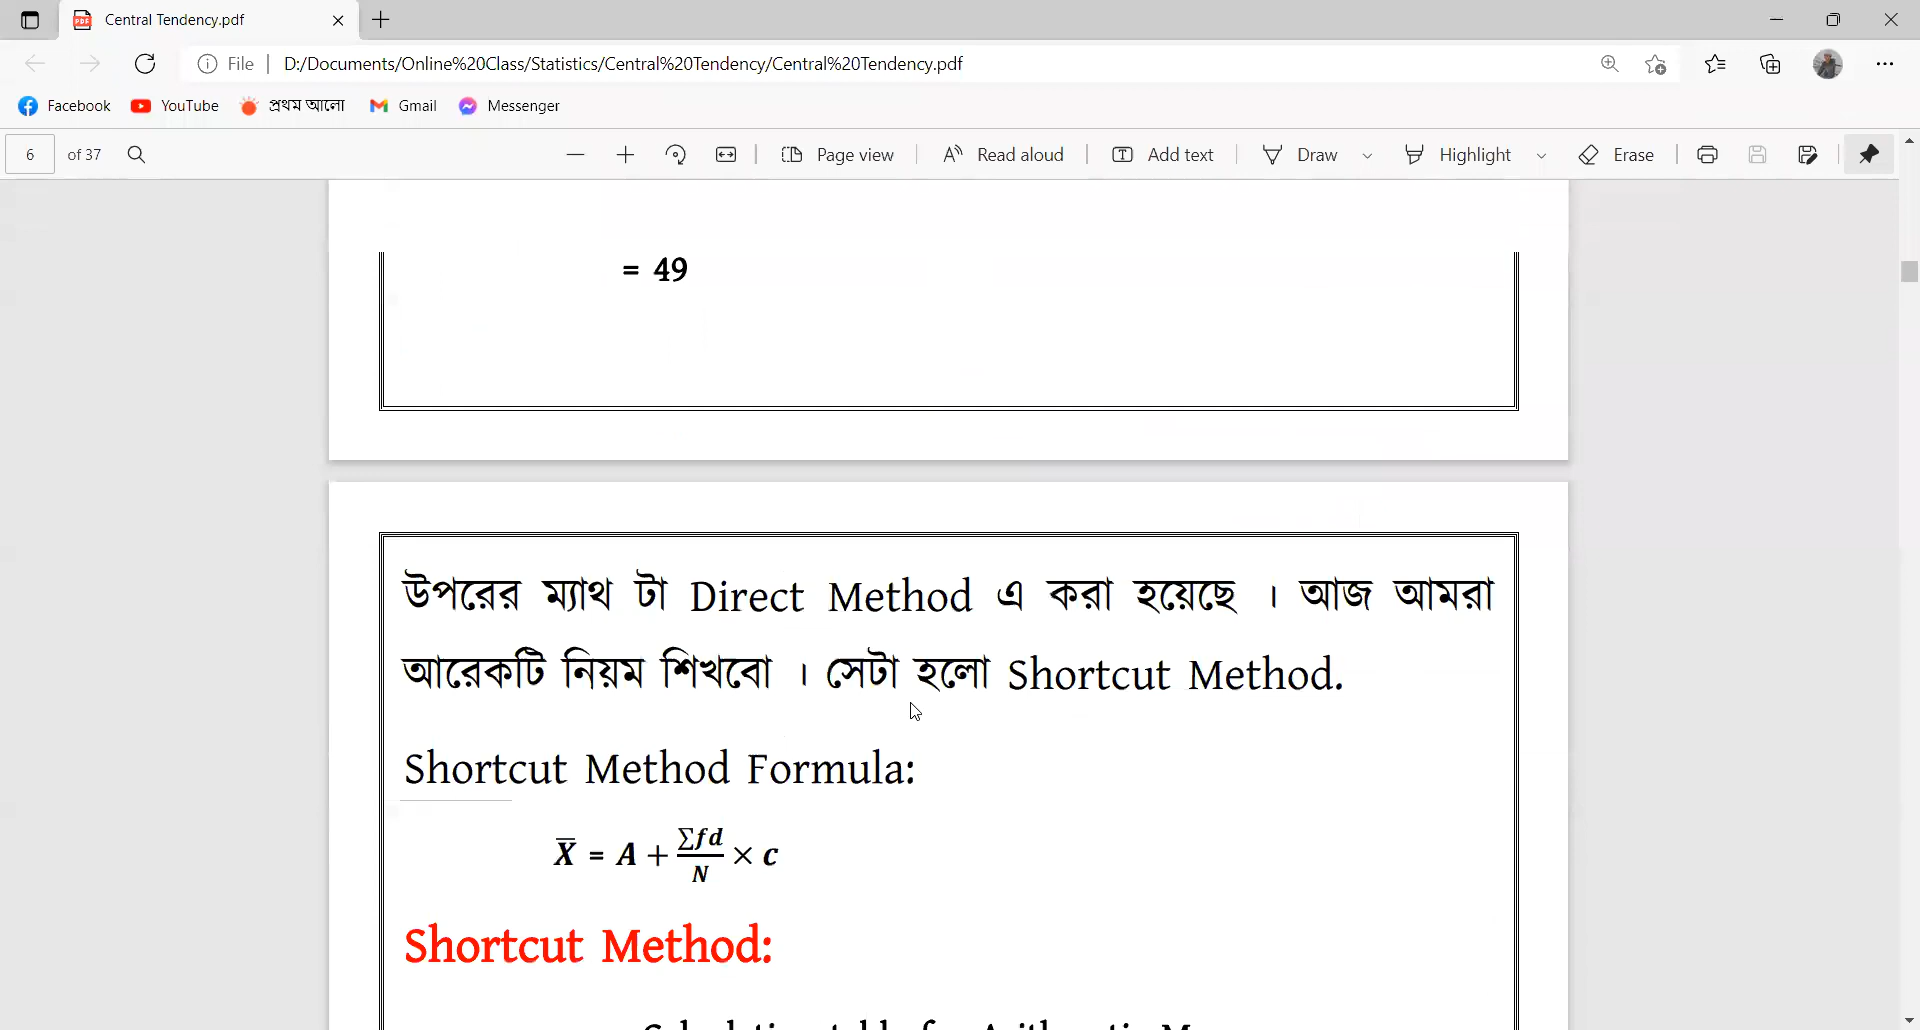 Central Tendency.pdf
File
D:/Documents/Online%20Class/Statistics/Central%20Tendency/Central%20Tendency.pdf
Facebook YouTube প্রথম আলো Gmail Messenger
6 of 37 Page view Read aloud Add text Draw Highlight Erase
= 49
উপরের ম্যাথ টা Direct Method এ করা হয়েছে । আজ আমরা
আরেকটি নিয়ম শিখবো । সেটা হলো Shortcut Method.
Shortcut Method Formula:
X̅ = A + ∑fd/N × c
Shortcut Method: